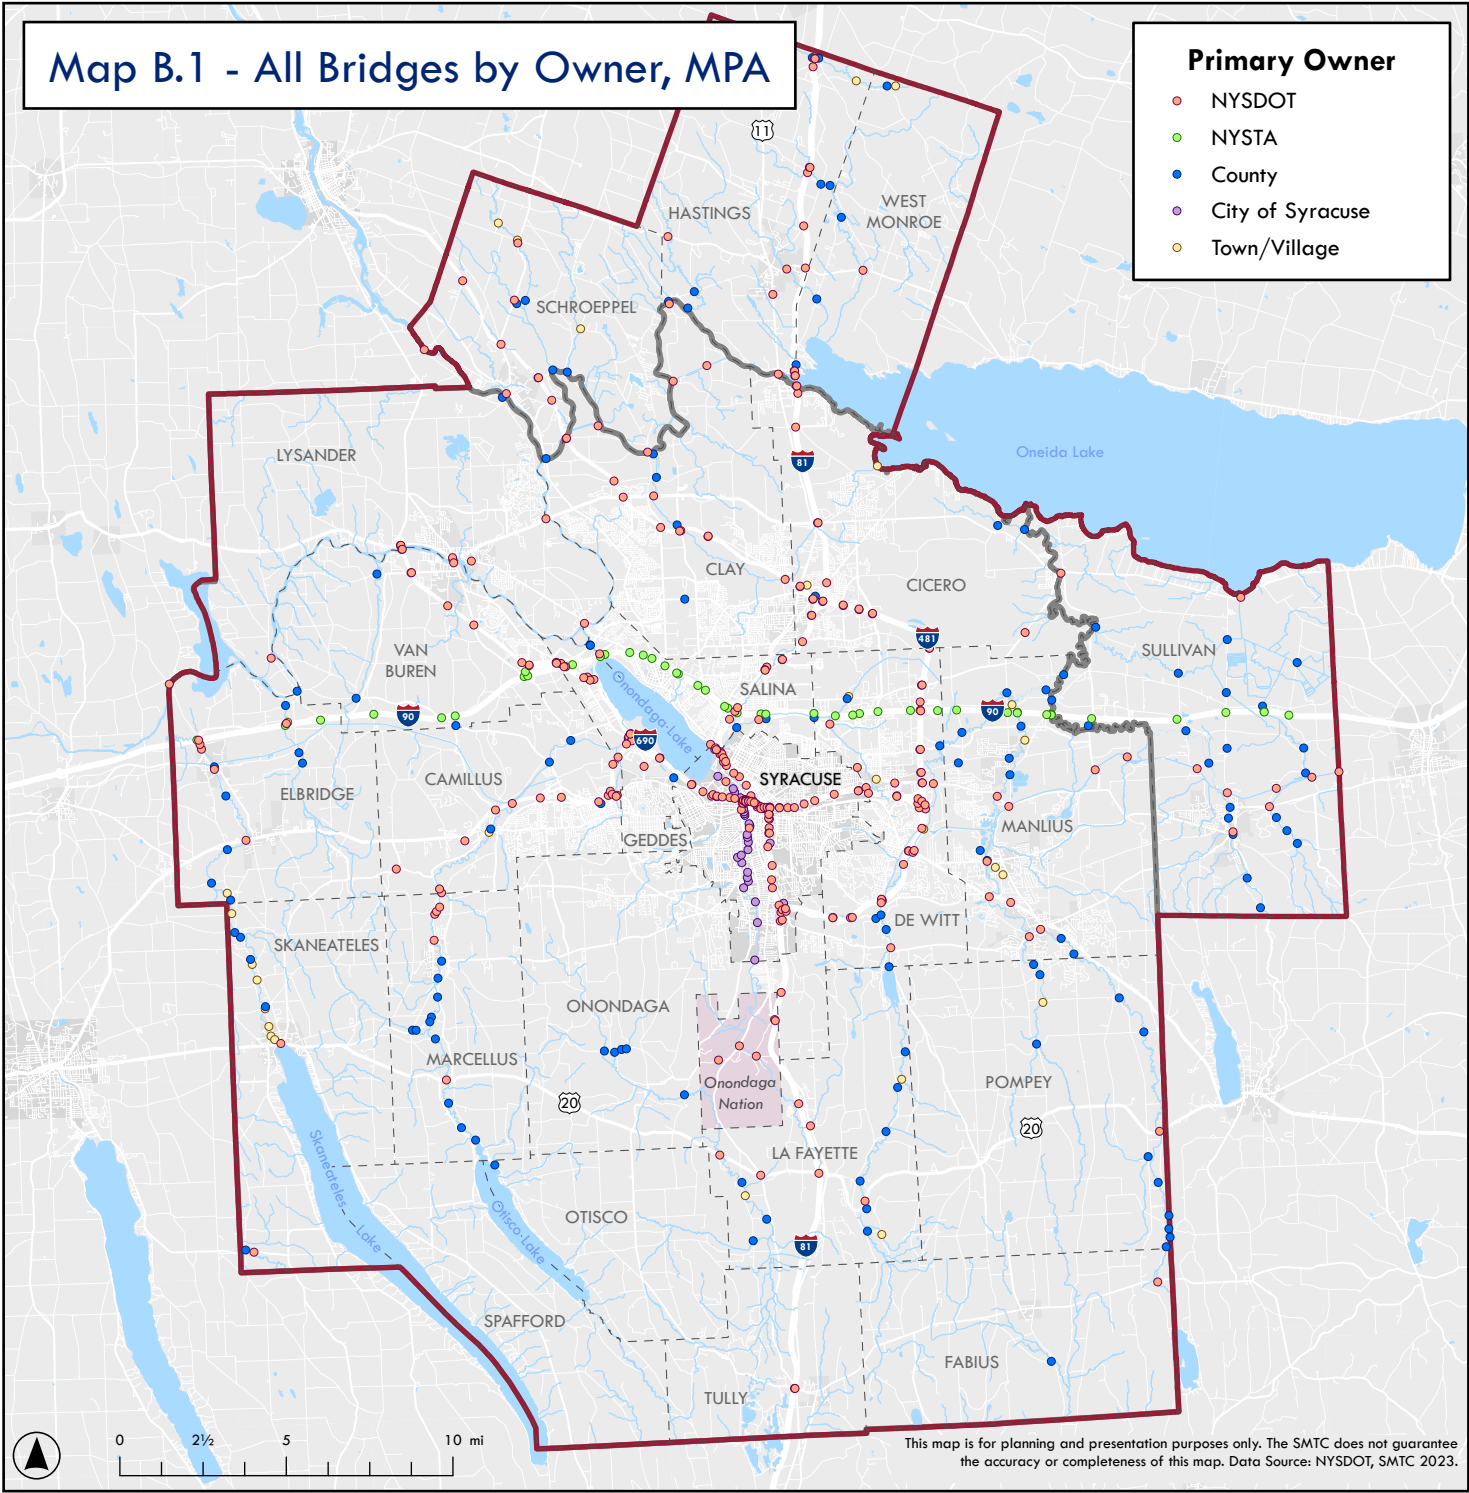 Map B.1 - All Bridges by Owner, MPA
Primary Owner
NYSDOT
NYSTA
County
City of Syracuse
Town/Village
11
HASTINGS
WEST
MONROE
SCHROEPPEL
LYSANDER
81
Oneida Lake
CLAY
CICERO
481
VAN
BUREN
SULLIVAN
Onondaga Lake
SALINA
90
90
690
CAMILLUS
SYRACUSE
ELBRIDGE
GEDDES
MANLIUS
DE WITT
SKANEATELES
ONONDAGA
MARCELLUS
Onondaga
Nation
POMPEY
20
20
LA FAYETTE
Skaneateles Lake
Otisco Lake
OTISCO
81
SPAFFORD
FABIUS
TULLY
0 2½ 5 10 mi
This map is for planning and presentation purposes only. The SMTC does not guarantee
the accuracy or completeness of this map. Data Source: NYSDOT, SMTC 2023.